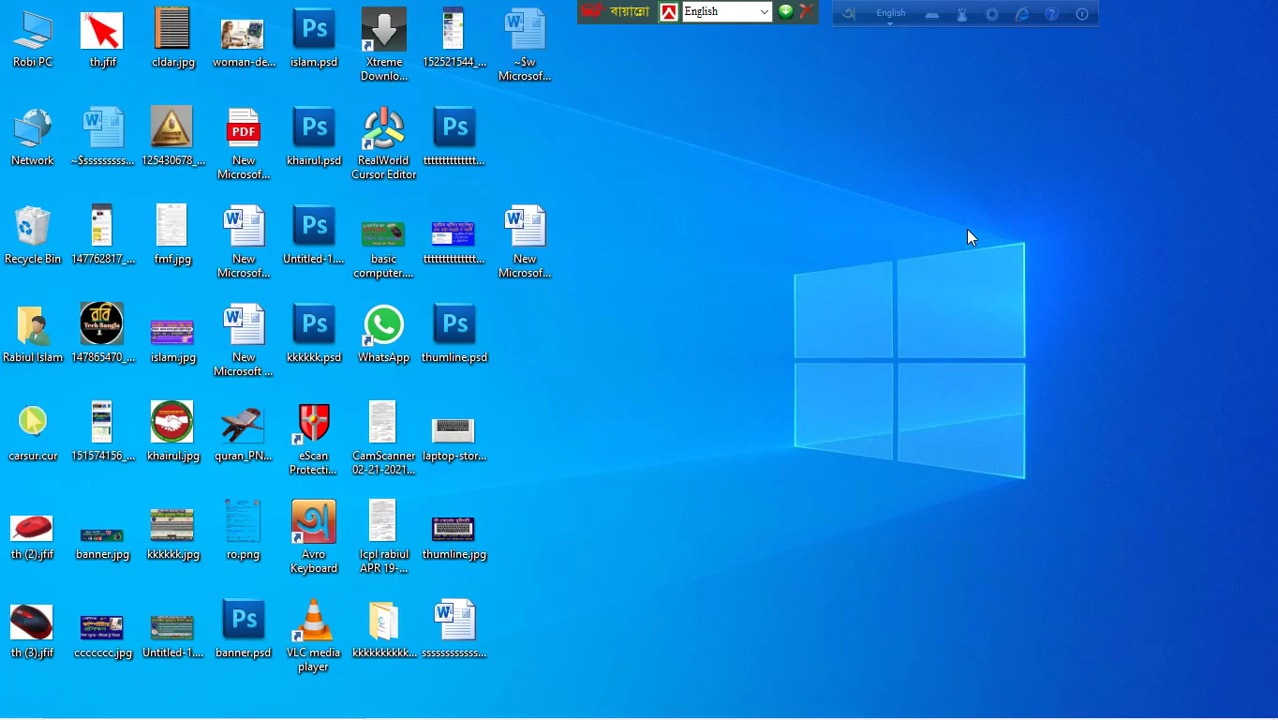 বায়ান্নো
English
English
Robi PC
th.jfif
cldar.jpg
woman-de...
islam.psd
Xtreme
Downlo...
152521544_...
~$w
Microsof...
Network
~$sssssssss...
125430678_...
New
Microsof...
khairul.psd
RealWorld
Cursor Editor
Recycle Bin
147762817_...
fmf.jpg
New
Microsof...
Untitled-1....
basic
computer....
New
Microsof...
Rabiul Islam
147865470_...
islam.jpg
New
Microsoft ...
kkkkkk.psd
WhatsApp
thumline.psd
carsur.cur
151574156_...
khairul.jpg
quran_PN...
eScan
Protecti...
CamScanner
02-21-2021...
laptop-stor...
th (2).jfif
banner.jpg
kkkkkk.jpg
ro.png
Avro
Keyboard
lcpl rabiul
APR 19-...
thumline.jpg
th (3).jfif
ccccccc.jpg
Untitled-1....
banner.psd
VLC media
player
kkkkkkkkkk...
ssssssssssss...